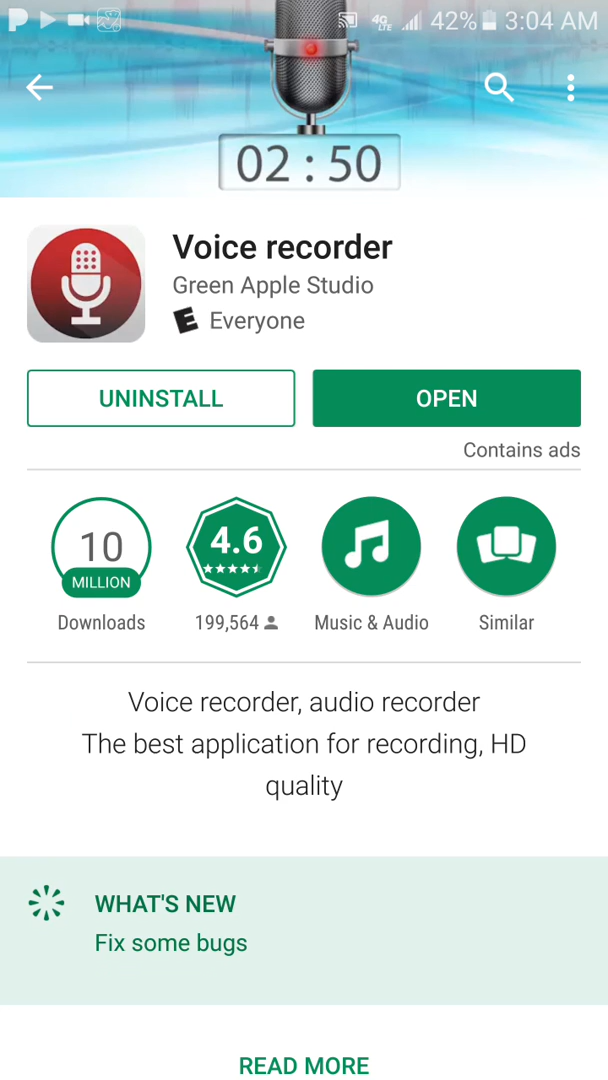 4G LTE 42% 3:04 AM
02 : 50
Voice recorder
Green Apple Studio
E Everyone
UNINSTALL OPEN
Contains ads
10 4.6
MILLION
Downloads 199,564 Music & Audio Similar
Voice recorder, audio recorder
The best application for recording, HD
quality
WHAT'S NEW
Fix some bugs
READ MORE